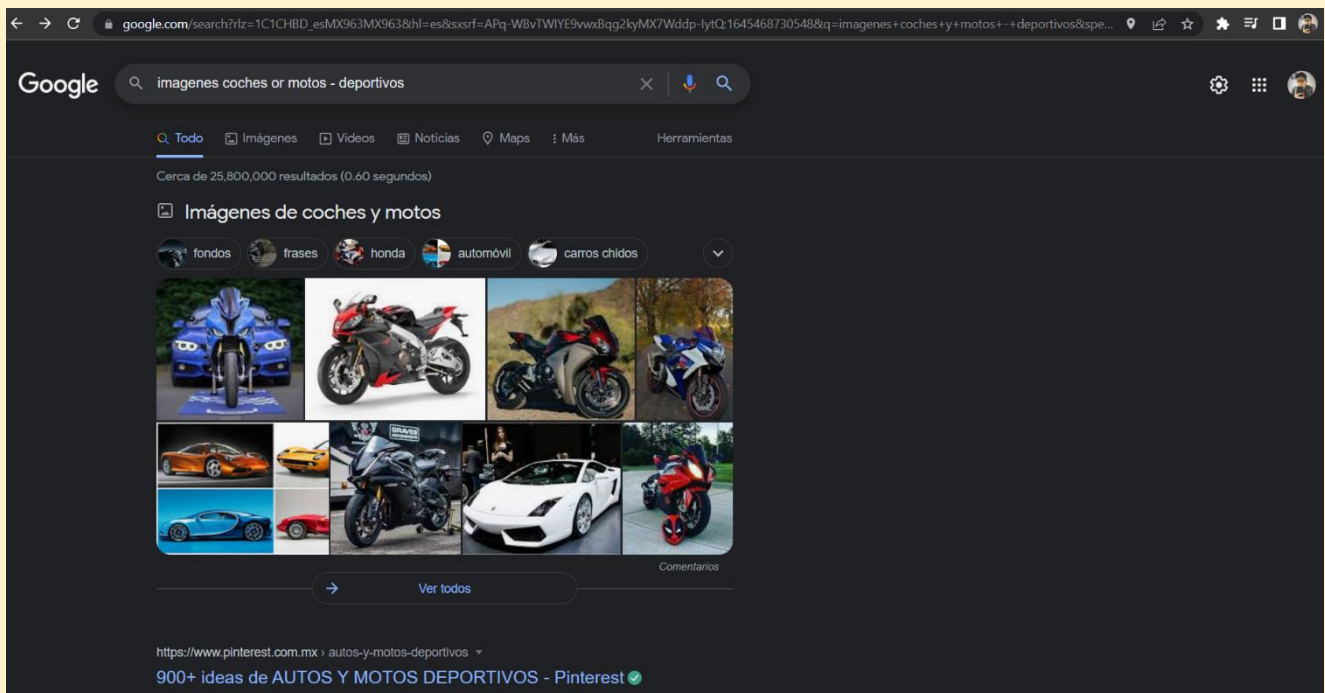 google.com/search?rlz=1C1CHBD_esMX963MX963&hl=es&sxsrf=APq-WBvTWIYE9vwxBqg2kyMX7Wddp-IytQ:1645468730548&q=imagenes+coches+y+motos+-+deportivos&spe...
Google
imagenes coches or motos - deportivos
Todo Imágenes Videos Noticias Maps Más Herramientas
Cerca de 25,800,000 resultados (0.60 segundos)
Imágenes de coches y motos
fondos frases honda automóvil carros chidos
GRAVES
Comentarios
Ver todos
https://www.pinterest.com.mx › autos-y-motos-deportivos
900+ ideas de AUTOS Y MOTOS DEPORTIVOS - Pinterest